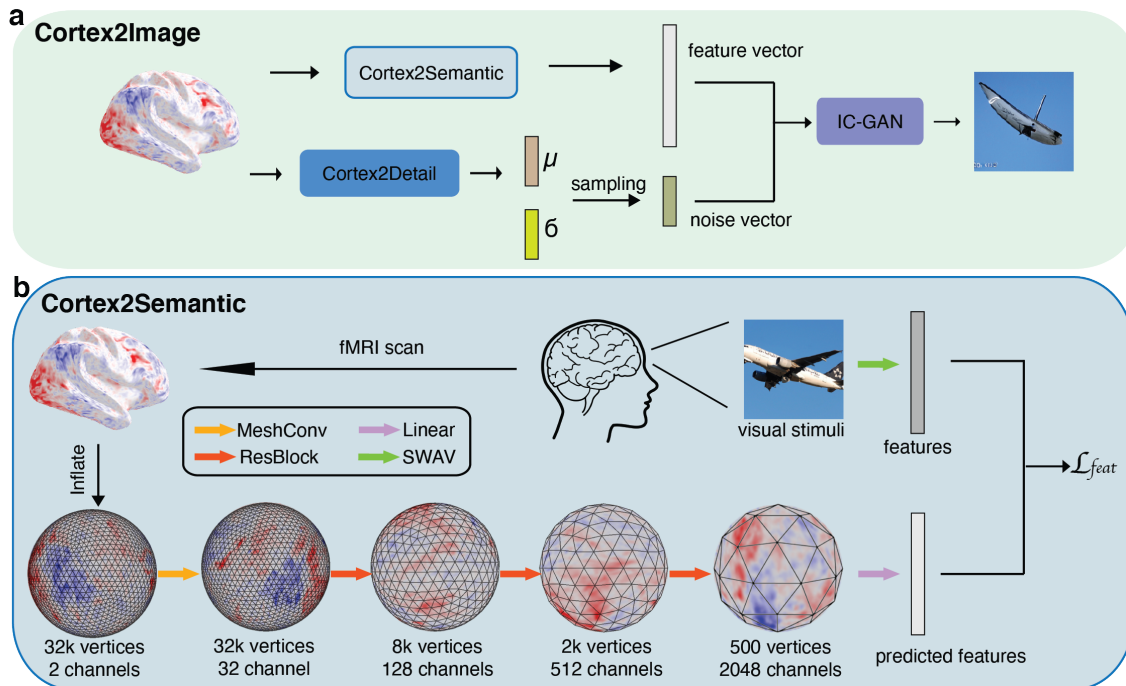 a
Cortex2Image
Cortex2Semantic
feature vector
IC-GAN
Cortex2Detail
μ
sampling
б
noise vector
b
Cortex2Semantic
fMRI scan
visual stimuli
features
MeshConv
Linear
ResBlock
SWAV
Inflate
ℒfeat
32k vertices
2 channels
32k vertices
32 channel
8k vertices
128 channels
2k vertices
512 channels
500 vertices
2048 channels
predicted features